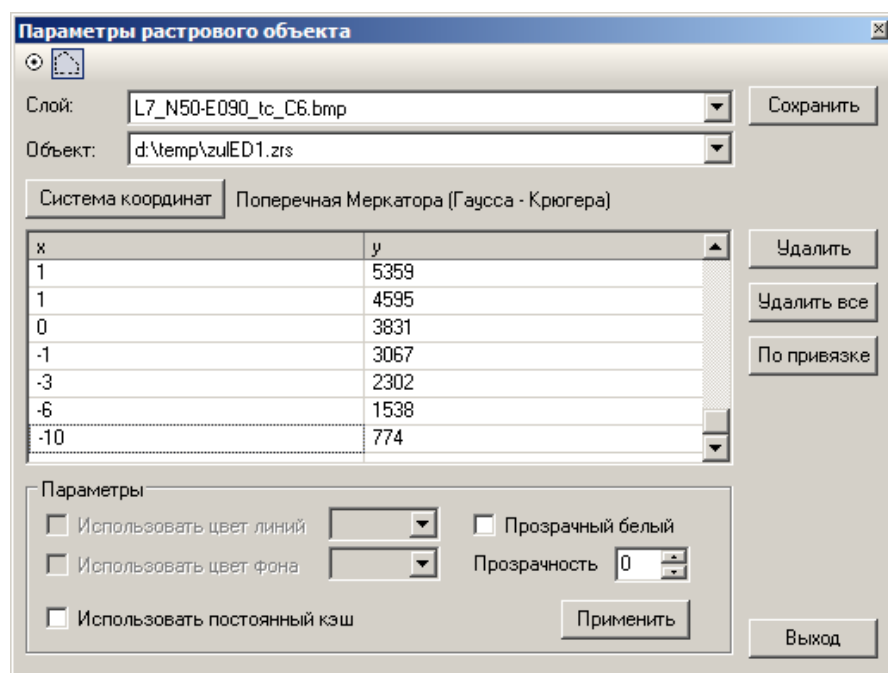 Параметры растрового объекта
Слой: L7_N50-E090_tc_C6.bmp Сохранить
Объект: d:\temp\zulED1.zrs
Система координат Поперечная Меркатора (Гаусса - Крюгера)
x y Удалить
1 5359
1 4595 Удалить все
0 3831
-1 3067 По привязке
-3 2302
-6 1538
-10 774
Параметры
Использовать цвет линий Прозрачный белый
Использовать цвет фона Прозрачность 0
Использовать постоянный кэш Применить
Выход